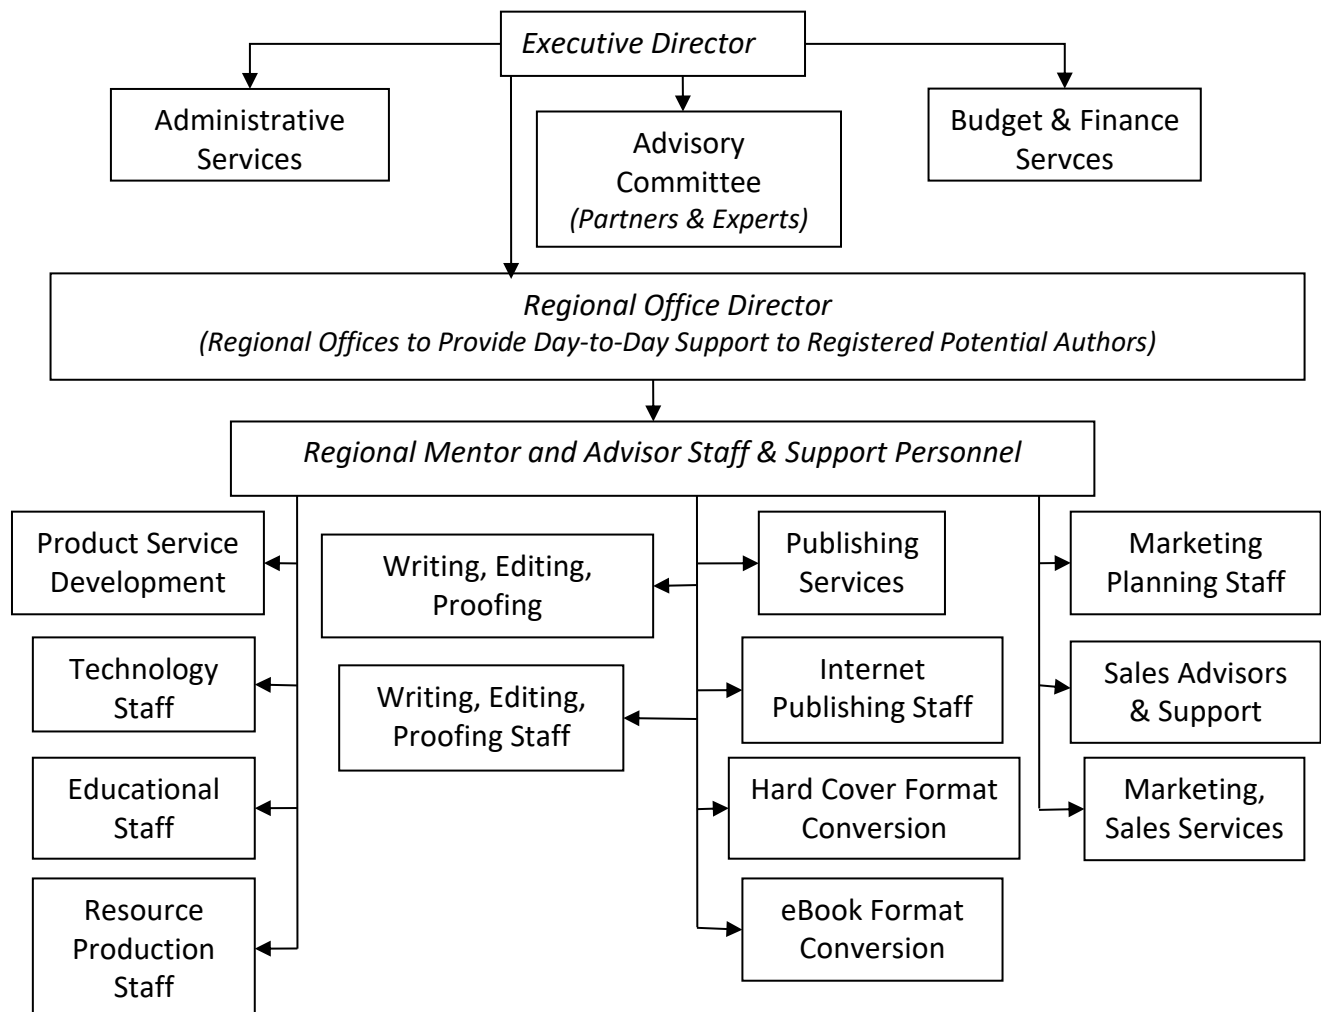 Executive Director
Administrative
Services
Advisory
Committee
(Partners & Experts)
Budget & Finance
Servces
Regional Office Director
(Regional Offices to Provide Day-to-Day Support to Registered Potential Authors)
Regional Mentor and Advisor Staff & Support Personnel
Product Service
Development
Technology
Staff
Educational
Staff
Resource
Production
Staff
Writing, Editing,
Proofing
Writing, Editing,
Proofing Staff
Publishing
Services
Internet
Publishing Staff
Hard Cover Format
Conversion
eBook Format
Conversion
Marketing
Planning Staff
Sales Advisors
& Support
Marketing,
Sales Services